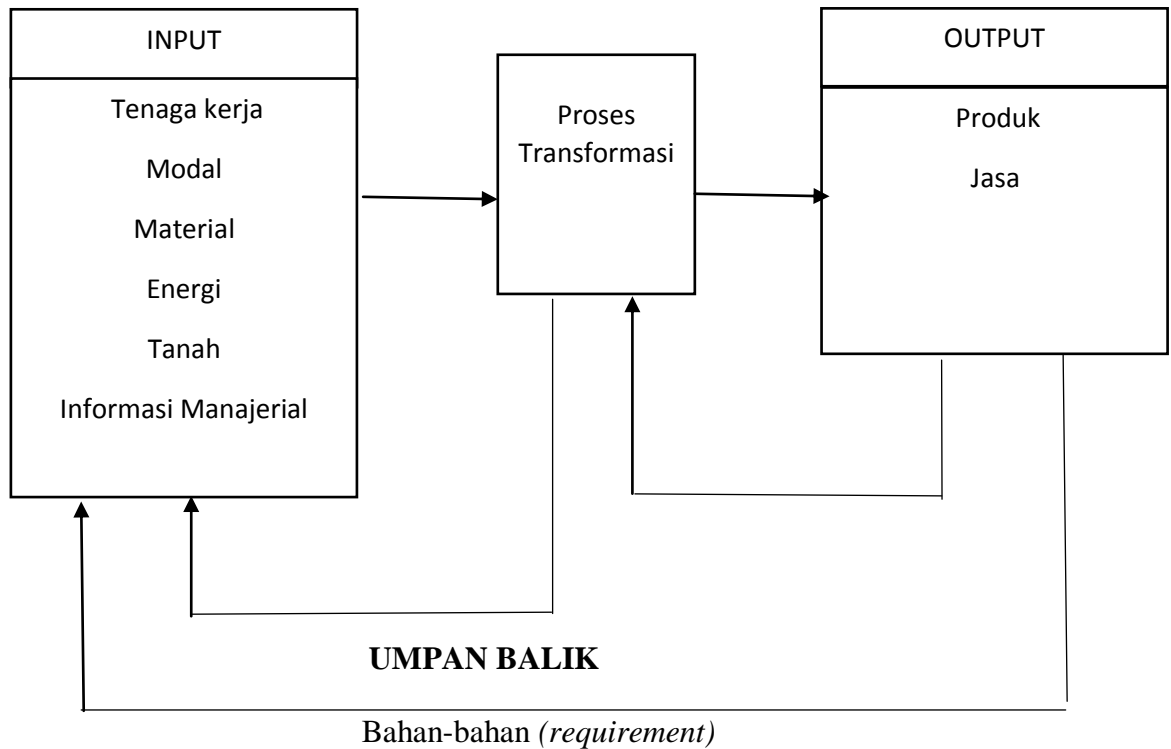 INPUT
Tenaga kerja
Modal
Material
Energi
Tanah
Informasi Manajerial
Proses
Transformasi
OUTPUT
Produk
Jasa
UMPAN BALIK
Bahan-bahan (requirement)